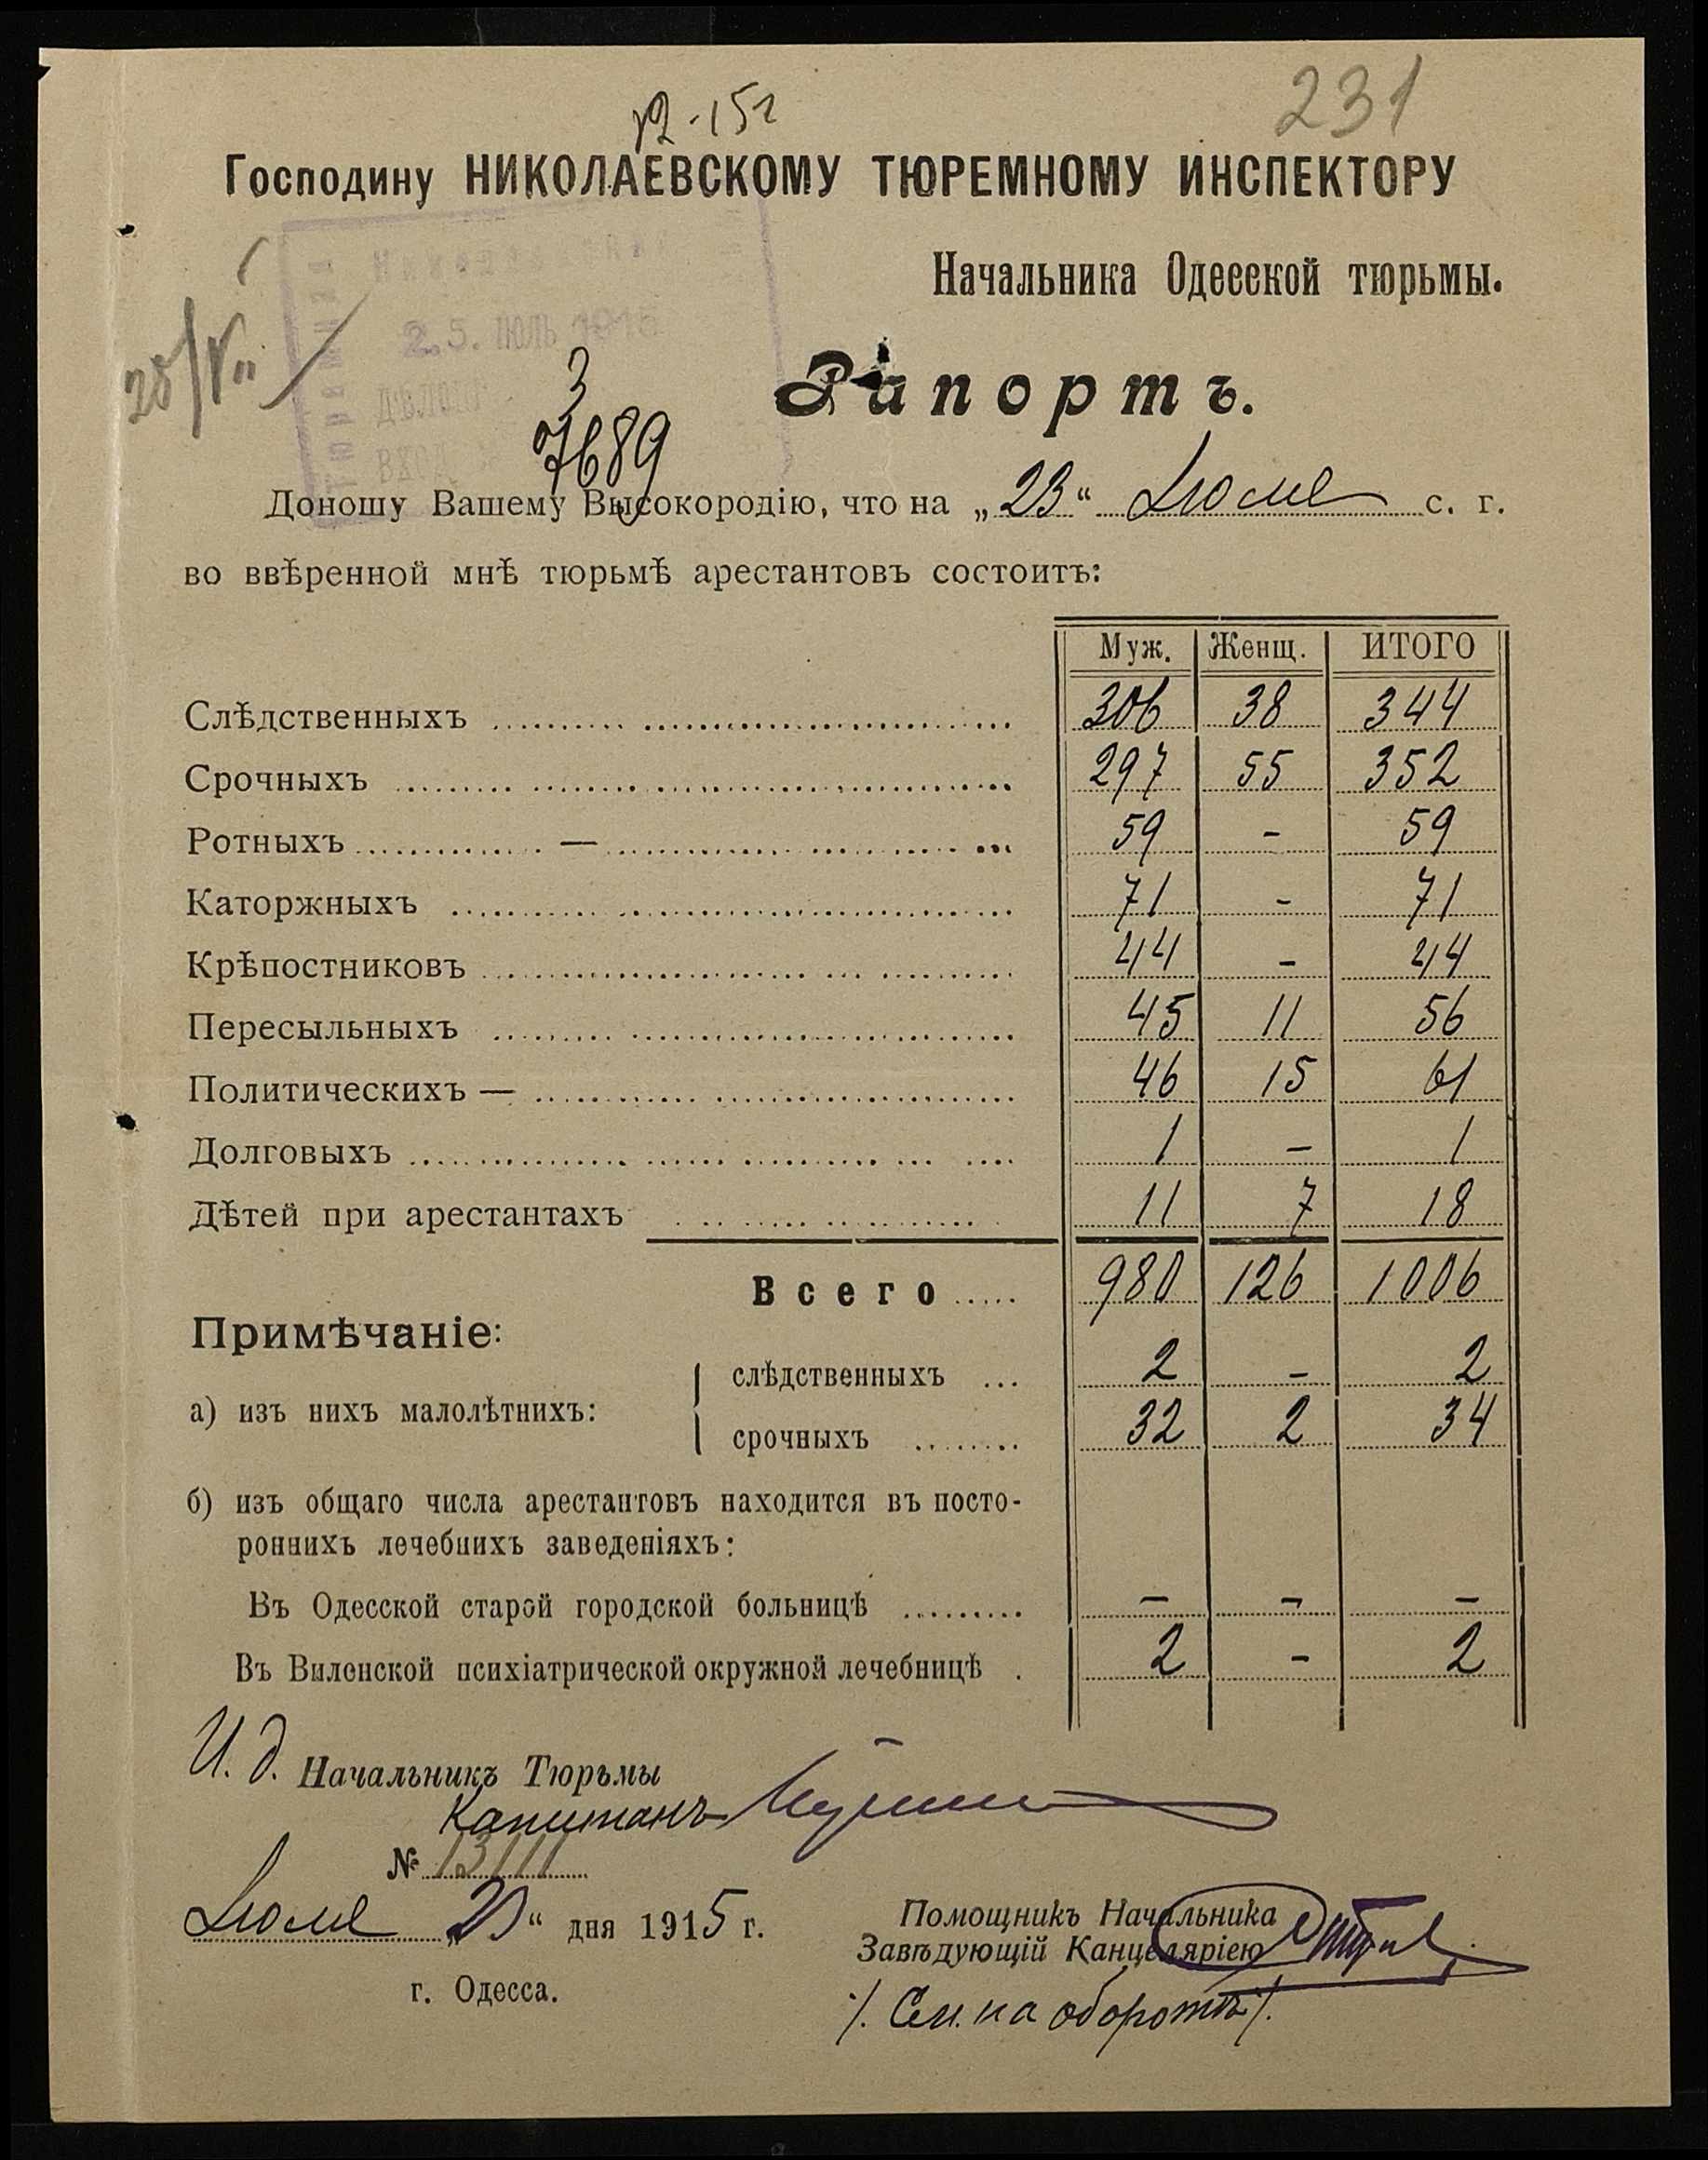 231
Господину НИКОЛАЕВСКОМУ ТЮРЕМНОМУ ИНСПЕКТОРУ
Начальника Одесской тюрьмы.
25 ІЮЛЬ 1915
Рапортъ.
3
7689
Доношу Вашему Высокородію, что на „23“ Іюля с. г.
во ввѣренной мнѣ тюрьмѣ арестантовъ состоитъ:
Муж. Женщ. ИТОГО
Слѣдственныхъ 306 38 344
Срочныхъ 297 55 352
Ротныхъ — 59 - 59
Каторжныхъ 71 - 71
Крѣпостниковъ 44 - 44
Пересыльныхъ 45 11 56
Политическихъ — 46 15 61
Долговыхъ 1 - 1
Дѣтей при арестантахъ 11 7 18
Всего 980 126 1006
Примѣчаніе:
а) изъ нихъ малолѣтнихъ:
слѣдственныхъ 2 - 2
срочныхъ 32 2 34
б) изъ общаго числа арестантовъ находится въ посто-
роннихъ лечебнихъ заведеніяхъ:
Въ Одесской старой городской больницѣ - - -
Въ Виленской психіатрической окружной лечебницѣ 2 - 2
И. д. Начальникъ Тюрьмы
Капитанъ
№ 13111
Іюля „23“ дня 1915 г.
г. Одесса.
Помощникъ Начальника
Завѣдующій Канцеляріею
/. См. на оборотѣ /.